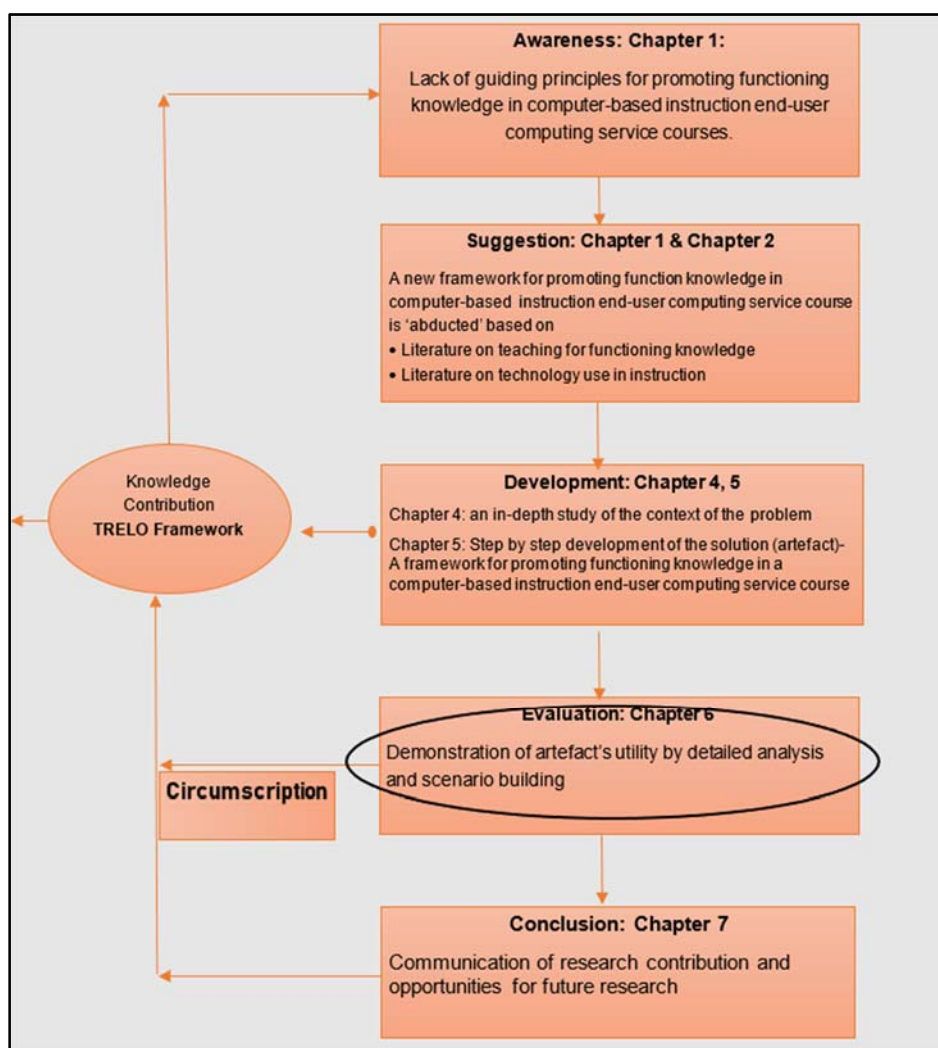 Awareness: Chapter 1:
Lack of guiding principles for promoting functioning
knowledge in computer-based instruction end-user
computing service courses.
Suggestion: Chapter 1 & Chapter 2
A new framework for promoting function knowledge in
computer-based instruction end-user computing service course
is ‘abducted’ based on
• Literature on teaching for functioning knowledge
• Literature on technology use in instruction
Knowledge
Contribution
TRELO Framework
Development: Chapter 4, 5
Chapter 4: an in-depth study of the context of the problem
Chapter 5: Step by step development of the solution (artefact)-
A framework for promoting functioning knowledge in a
computer-based instruction end-user computing service course
Evaluation: Chapter 6
Demonstration of artefact's utility by detailed analysis
and scenario building
Circumscription
Conclusion: Chapter 7
Communication of research contribution and
opportunities for future research